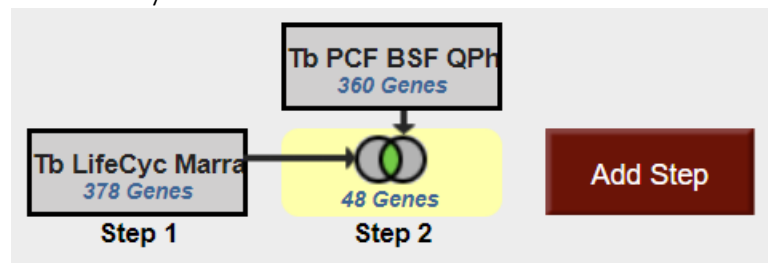 Tb PCF BSF QPh
360 Genes
Tb LifeCyc Marra
378 Genes
48 Genes
Add Step
Step 1
Step 2